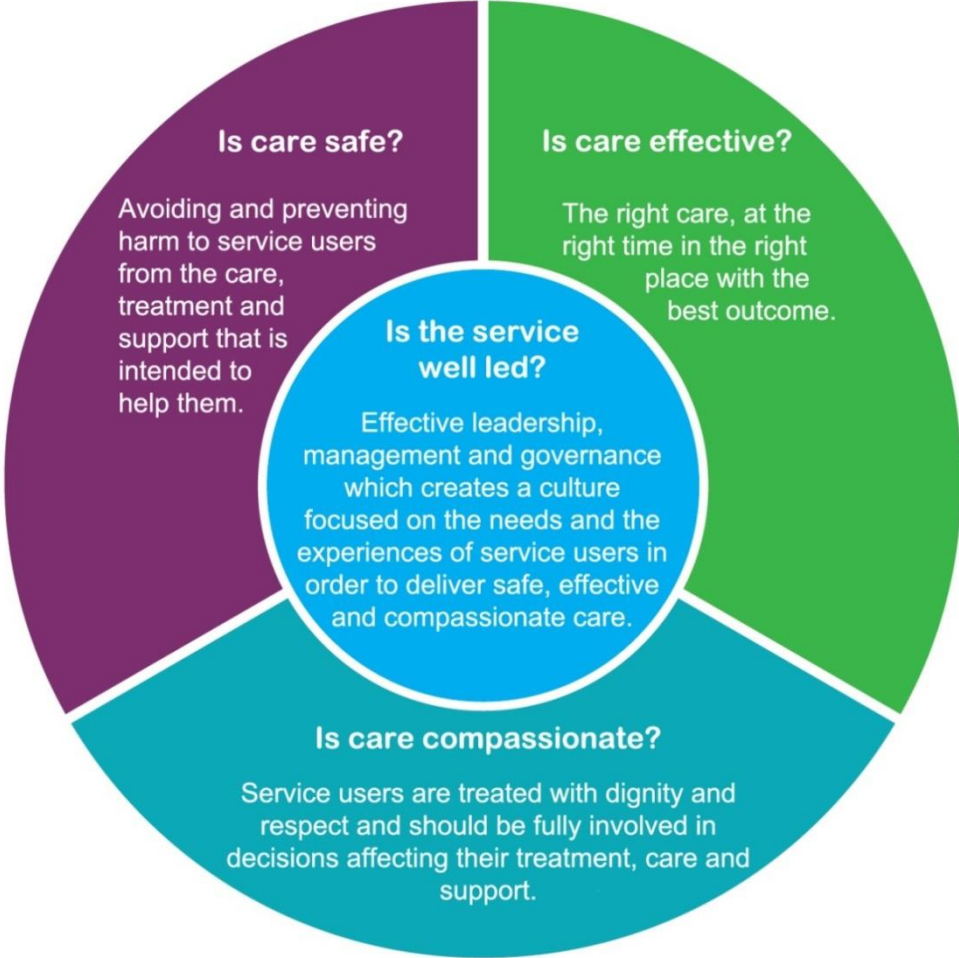 Is care safe?
Avoiding and preventing
harm to service users
from the care,
treatment and
support that is
intended to
help them.
Is care effective?
The right care, at the
right time in the right
place with the
best outcome.
Is the service
well led?
Effective leadership,
management and governance
which creates a culture
focused on the needs and the
experiences of service users in
order to deliver safe, effective
and compassionate care.
Is care compassionate?
Service users are treated with dignity and
respect and should be fully involved in
decisions affecting their treatment, care and
support.